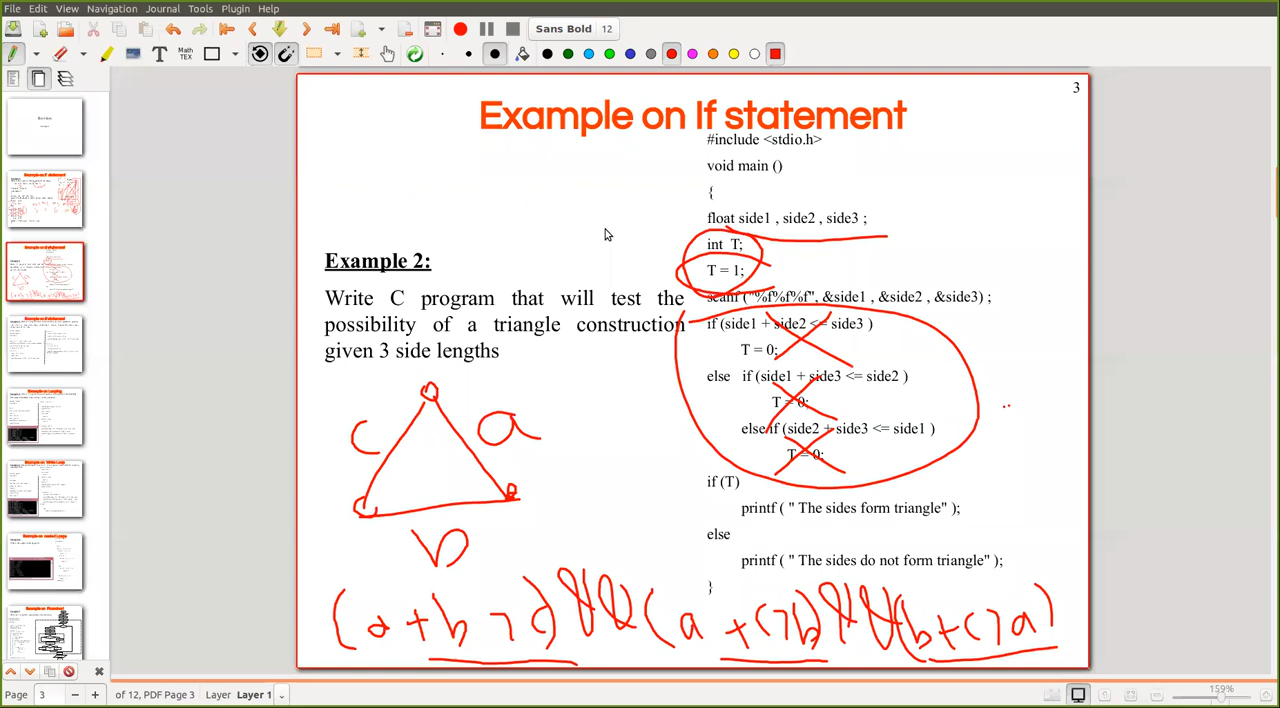 File Edit View Navigation Journal Tools Plugin Help
Sans Bold 12
T Math TEX
3
Example on If statement
#include <stdio.h>
void main ()
{
float side1 , side2 , side3 ;
int T;
T = 1;
scanf ("%f%f%f", &side1 , &side2 , &side3) ;
if (side1 + side2 <= side3 )
T = 0;
else if (side1 + side3 <= side2 )
T = 0;
else if (side2 + side3 <= side1 )
T = 0;
if (T)
printf ( " The sides form triangle" );
else
printf ( " The sides do not form triangle" );
}
Example 2:
Write C program that will test the
possibility of a triangle construction
given 3 side lengths
c a
b
(a + b > c) && (a + c > b) && (b + c > a)
Page 3 − + of 12, PDF Page 3 Layer Layer 1
159%